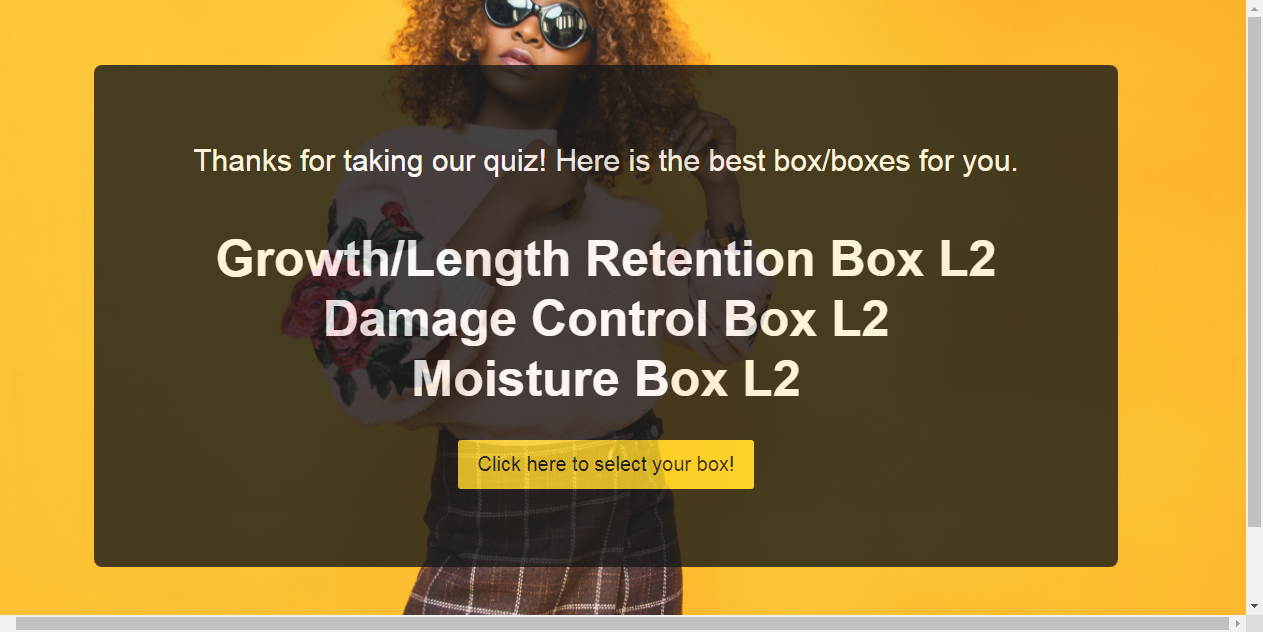 Thanks for taking our quiz! Here is the best box/boxes for you.
Growth/Length Retention Box L2
Damage Control Box L2
Moisture Box L2
Click here to select your box!